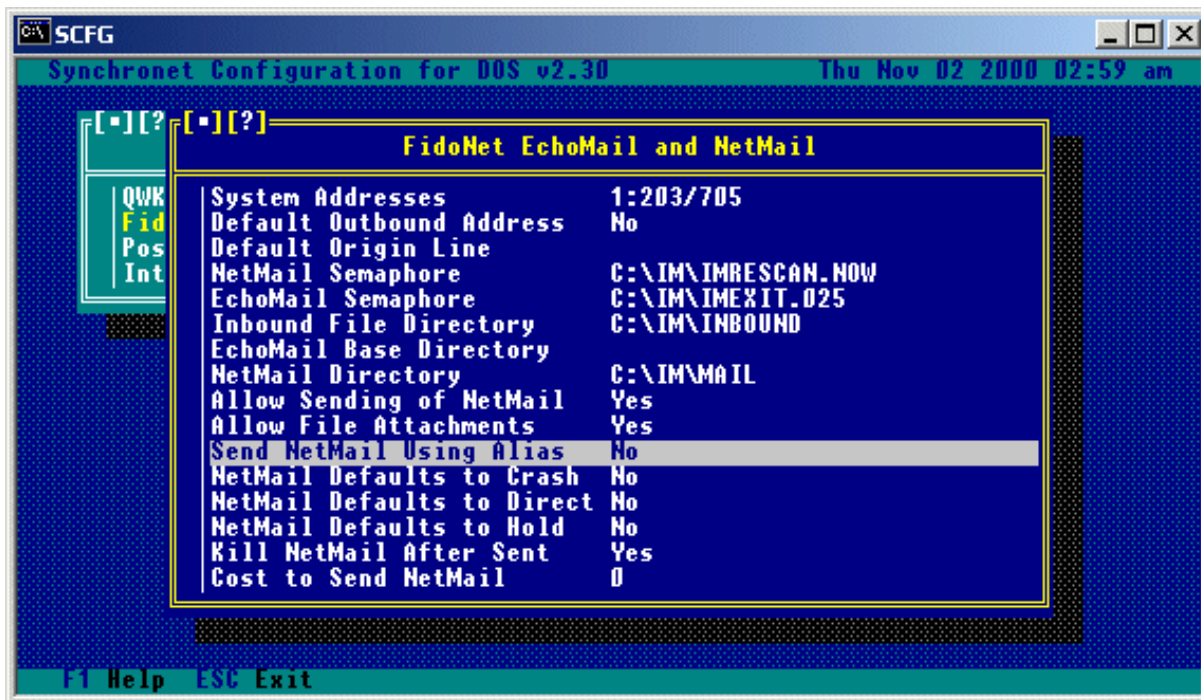 SCFG
Synchronet Configuration for DOS v2.30 Thu Nov 02 2000 02:59 am
[▪][? [▪][?]
FidoNet EchoMail and NetMail
QWK System Addresses 1:203/705
Fid Default Outbound Address No
Pos Default Origin Line
Int NetMail Semaphore C:\IM\IMRESCAN.NOW
EchoMail Semaphore C:\IM\IMEXIT.025
Inbound File Directory C:\IM\INBOUND
EchoMail Base Directory
NetMail Directory C:\IM\MAIL
Allow Sending of NetMail Yes
Allow File Attachments Yes
Send NetMail Using Alias No
NetMail Defaults to Crash No
NetMail Defaults to Direct No
NetMail Defaults to Hold No
Kill NetMail After Sent Yes
Cost to Send NetMail 0
F1 Help ESC Exit